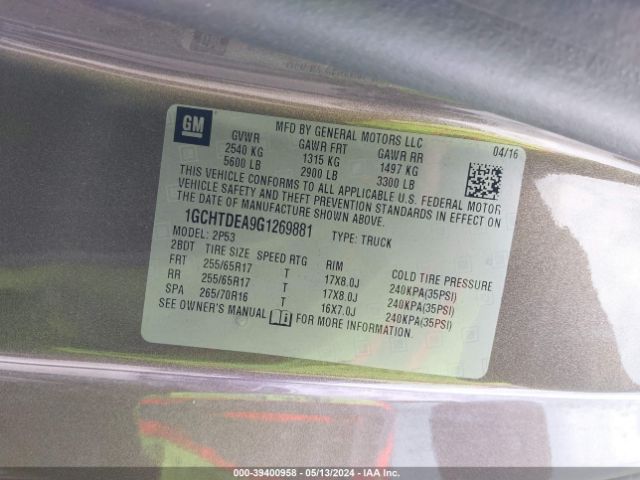 GM
MFD BY GENERAL MOTORS LLC
04/16
GVWR GAWR FRT GAWR RR
2540 KG 1315 KG 1497 KG
5600 LB 2900 LB 3300 LB
THIS VEHICLE CONFORMS TO ALL APPLICABLE U.S. FEDERAL MOTOR
VEHICLE SAFETY AND THEFT PREVENTION STANDARDS IN EFFECT ON
THE DATE OF MANUFACTURE SHOWN ABOVE.
1GCHTDEA9G1269881 TYPE: TRUCK
MODEL: 2P53
2BDT TIRE SIZE SPEED RTG RIM COLD TIRE PRESSURE
FRT 255/65R17 T 17X8.0J 240KPA(35PSI)
RR 255/65R17 T 17X8.0J 240KPA(35PSI)
SPA 265/70R16 T 16X7.0J 240KPA(35PSI)
SEE OWNER'S MANUAL FOR MORE INFORMATION.
000-39400958 - 05/13/2024 - IAA Inc.